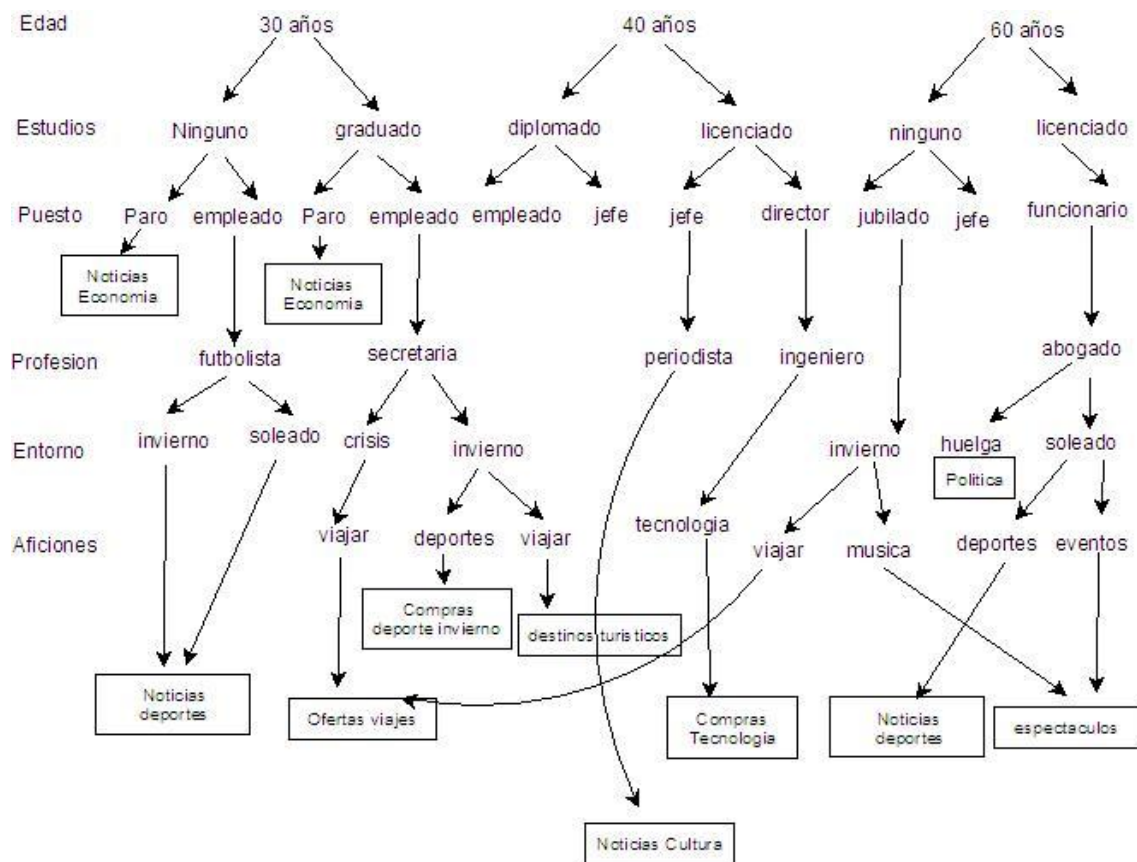 Edad 30 años 40 años 60 años
Estudios Ninguno graduado diplomado licenciado ninguno licenciado
Puesto Paro empleado Paro empleado empleado jefe jefe director jubilado jefe funcionario
Noticias
Economia
Noticias
Economia
Profesion futbolista secretaria periodista ingeniero abogado
Entorno invierno soleado crisis invierno invierno huelga soleado
Politica
Aficiones viajar deportes viajar tecnologia viajar musica deportes eventos
Compras
deporte invierno
destinos turisticos
Noticias
deportes
Ofertas viajes
Compras
Tecnologia
Noticias
deportes
espectaculos
Noticias Cultura